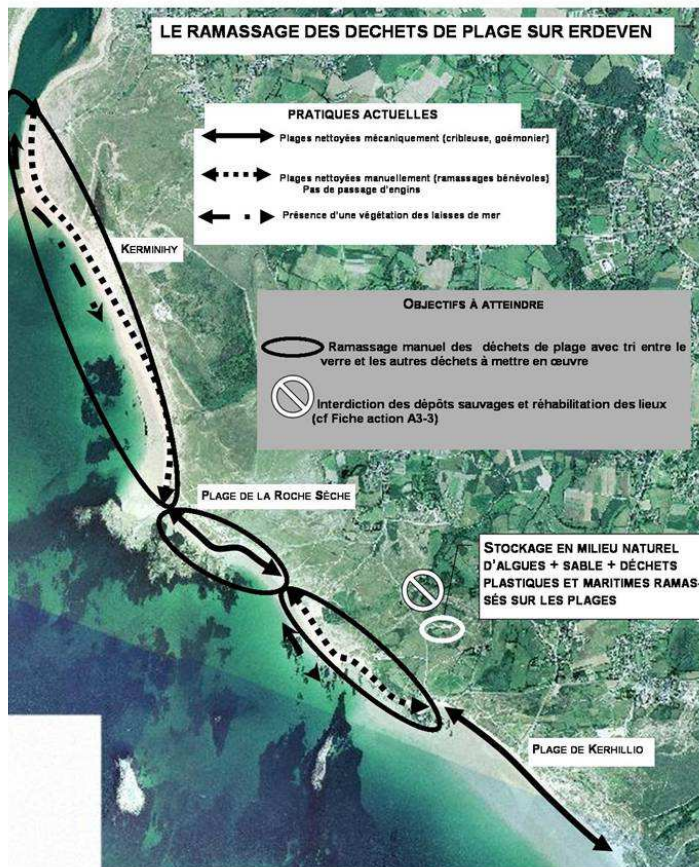 LE RAMASSAGE DES DECHETS DE PLAGE SUR ERDEVEN
PRATIQUES ACTUELLES
Plages nettoyées mécaniquement (cribleuse, goémonier)
Plages nettoyées manuellement (ramassages bénévoles)
Pas de passage d'engins
Présence d'une végétation des laisses de mer
KERMINIHY
OBJECTIFS À ATTEINDRE
Ramassage manuel des déchets de plage avec tri entre le
verre et les autres déchets à mettre en œuvre
Interdiction des dépôts sauvages et réhabilitation des lieux
(cf Fiche action A3-3)
PLAGE DE LA ROCHE SÈCHE
STOCKAGE EN MILIEU NATUREL
D'ALGUES + SABLE + DÉCHETS
PLASTIQUES ET MARITIMES RAMAS-
SÉS SUR LES PLAGES
PLAGE DE KERHILLIO